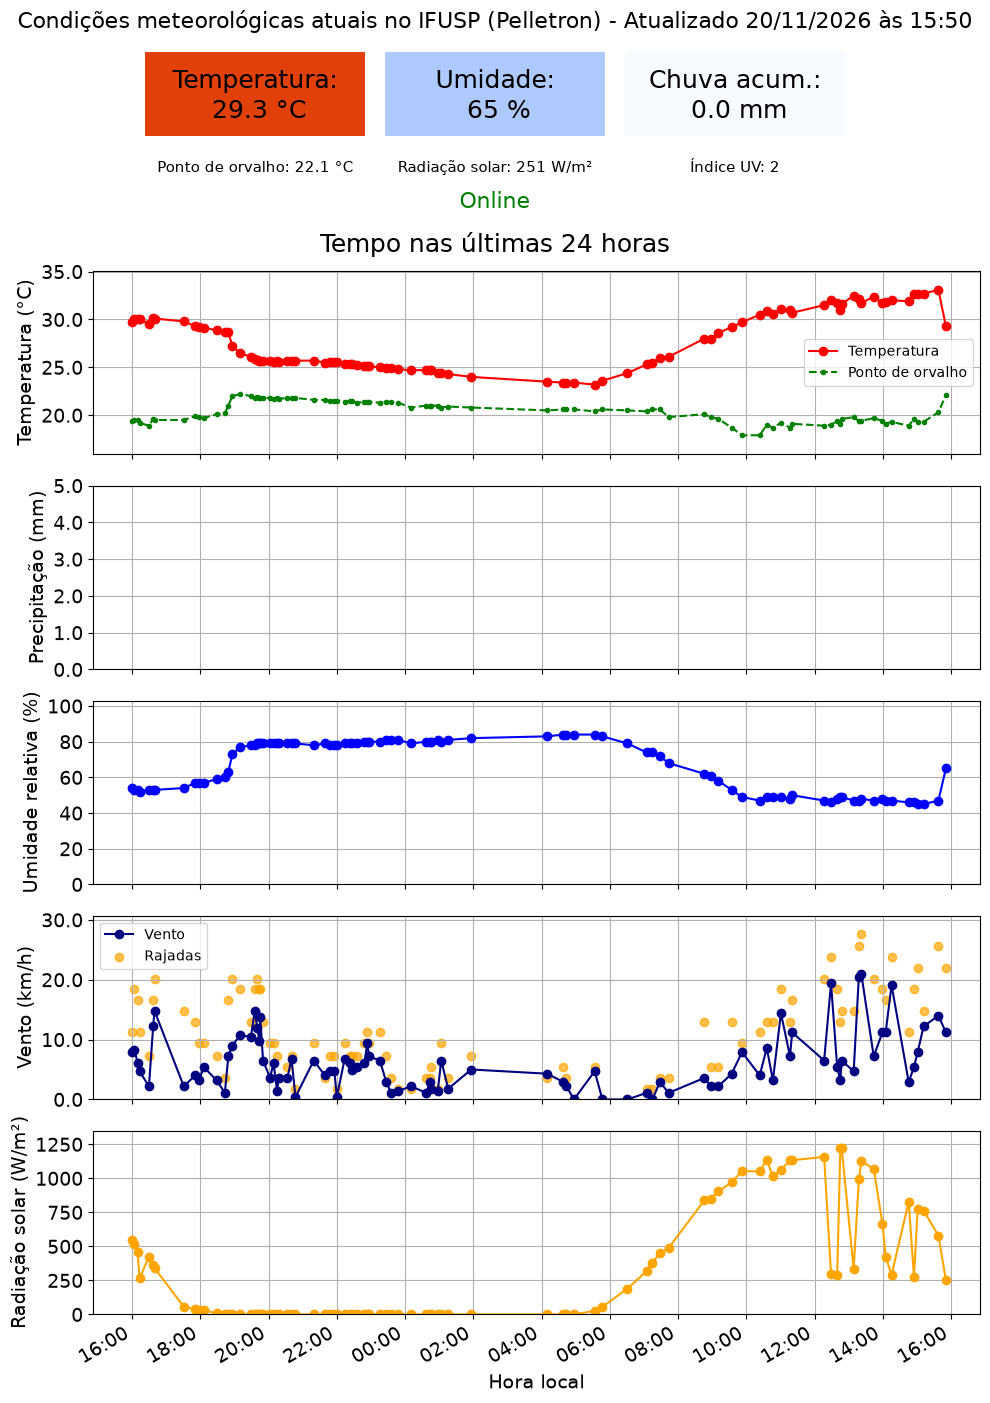 Condições meteorológicas atuais no IFUSP (Pelletron) - Atualizado 20/11/2026 às 15:50
Temperatura:
29.3 °C
Umidade:
65 %
Chuva acum.:
0.0 mm
Ponto de orvalho: 22.1 °C
Radiação solar: 251 W/m²
Índice UV: 2
Online
Tempo nas últimas 24 horas
Temperatura (°C)
35.0
30.0
25.0
20.0
Temperatura
Ponto de orvalho
Precipitação (mm)
5.0
4.0
3.0
2.0
1.0
0.0
Umidade relativa (%)
100
80
60
40
20
0
Vento (km/h)
30.0
20.0
10.0
0.0
Vento
Rajadas
Radiação solar (W/m²)
1250
1000
750
500
250
0
16:00
18:00
20:00
22:00
00:00
02:00
04:00
06:00
08:00
10:00
12:00
14:00
16:00
Hora local